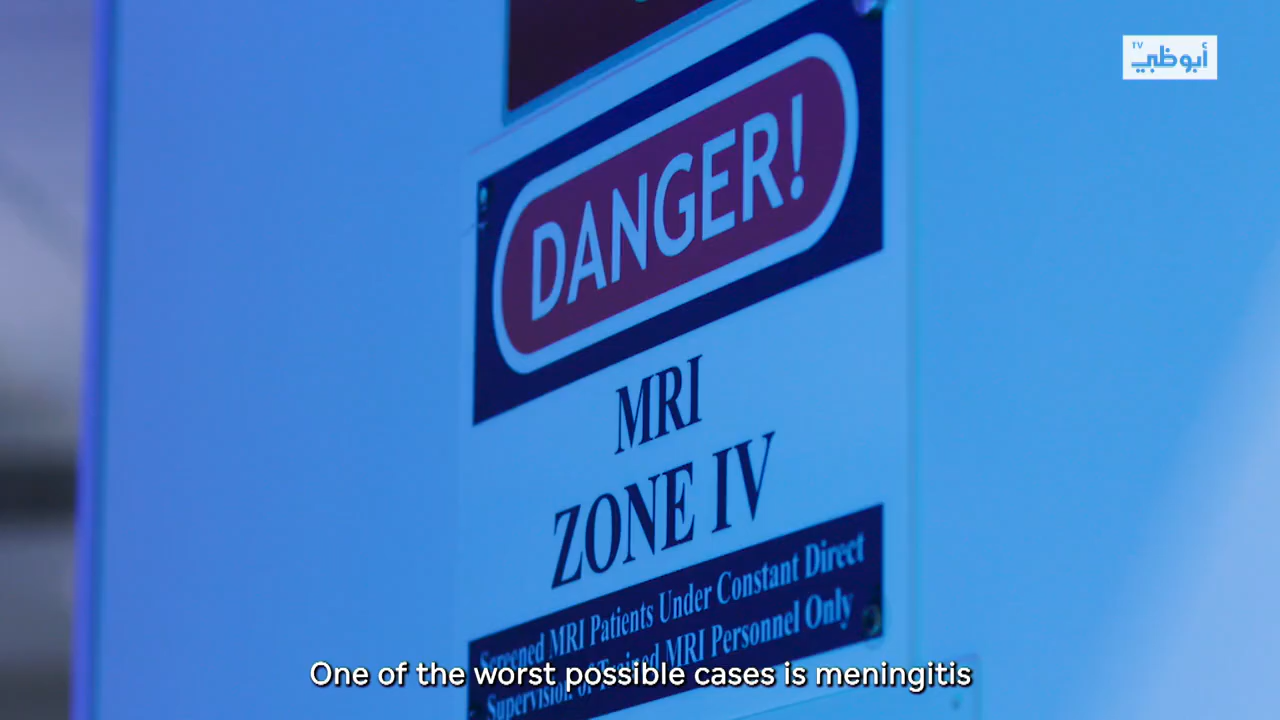 أبوظبي
TV
DANGER!
MRI
ZONE IV
Screened MRI Patients Under Constant Direct
Supervision of Trained MRI Personnel Only
One of the worst possible cases is meningitis